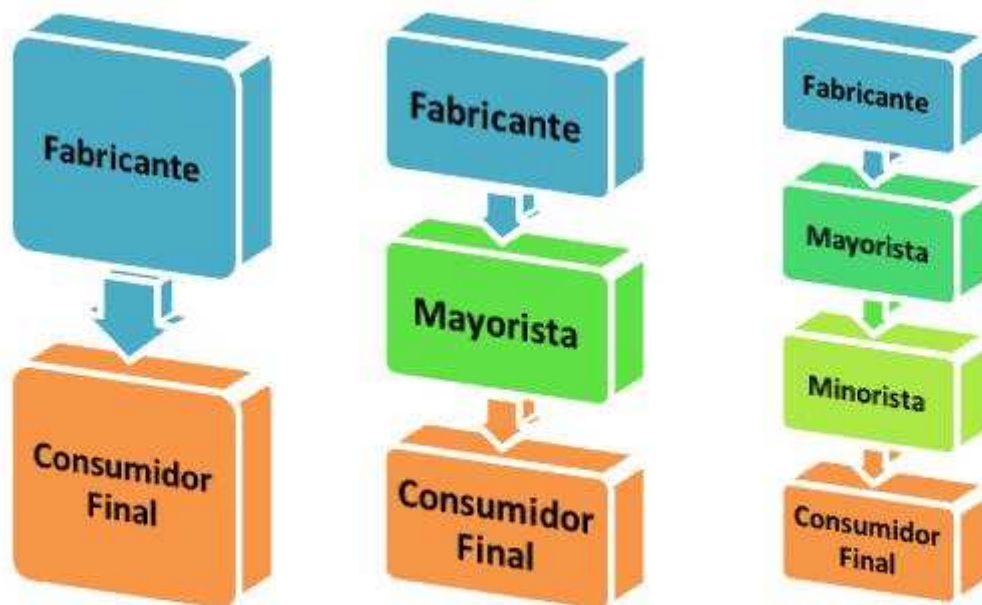 Fabricante
Consumidor
Final
Fabricante
Mayorista
Consumidor
Final
Fabricante
Mayorista
Minorista
Consumidor
Final